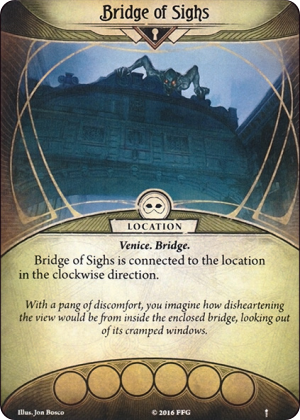 Bridge of Sighs
LOCATION
Venice. Bridge.
Bridge of Sighs is connected to the location
in the clockwise direction.
With a pang of discomfort, you imagine how disheartening
the view would be from inside the enclosed bridge, looking out
of its cramped windows.
Illus. Jon Bosco
© 2016 FFG